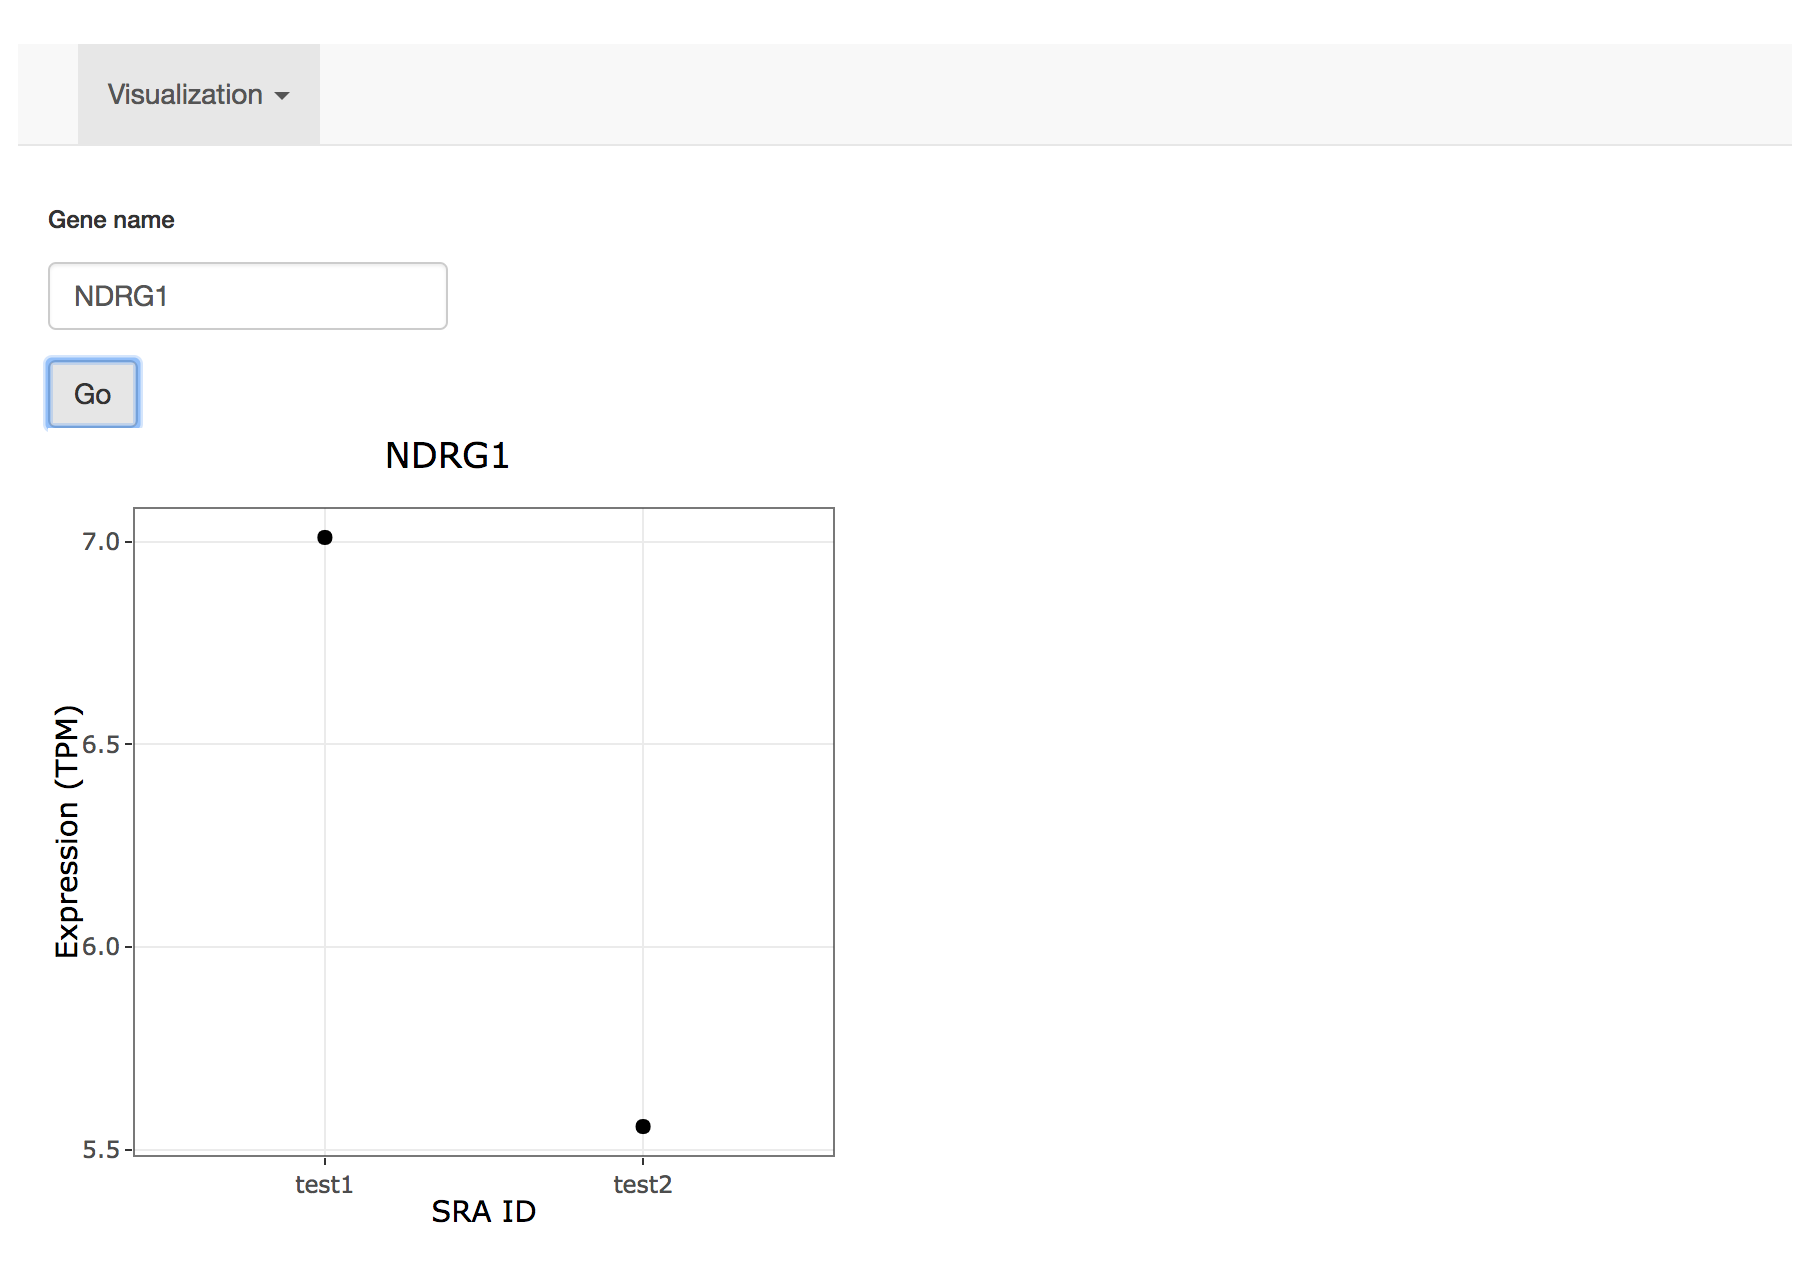 Visualization
Gene name
NDRG1
Go
NDRG1
7.0
6.5
6.0
5.5
Expression (TPM)
test1 test2
SRA ID